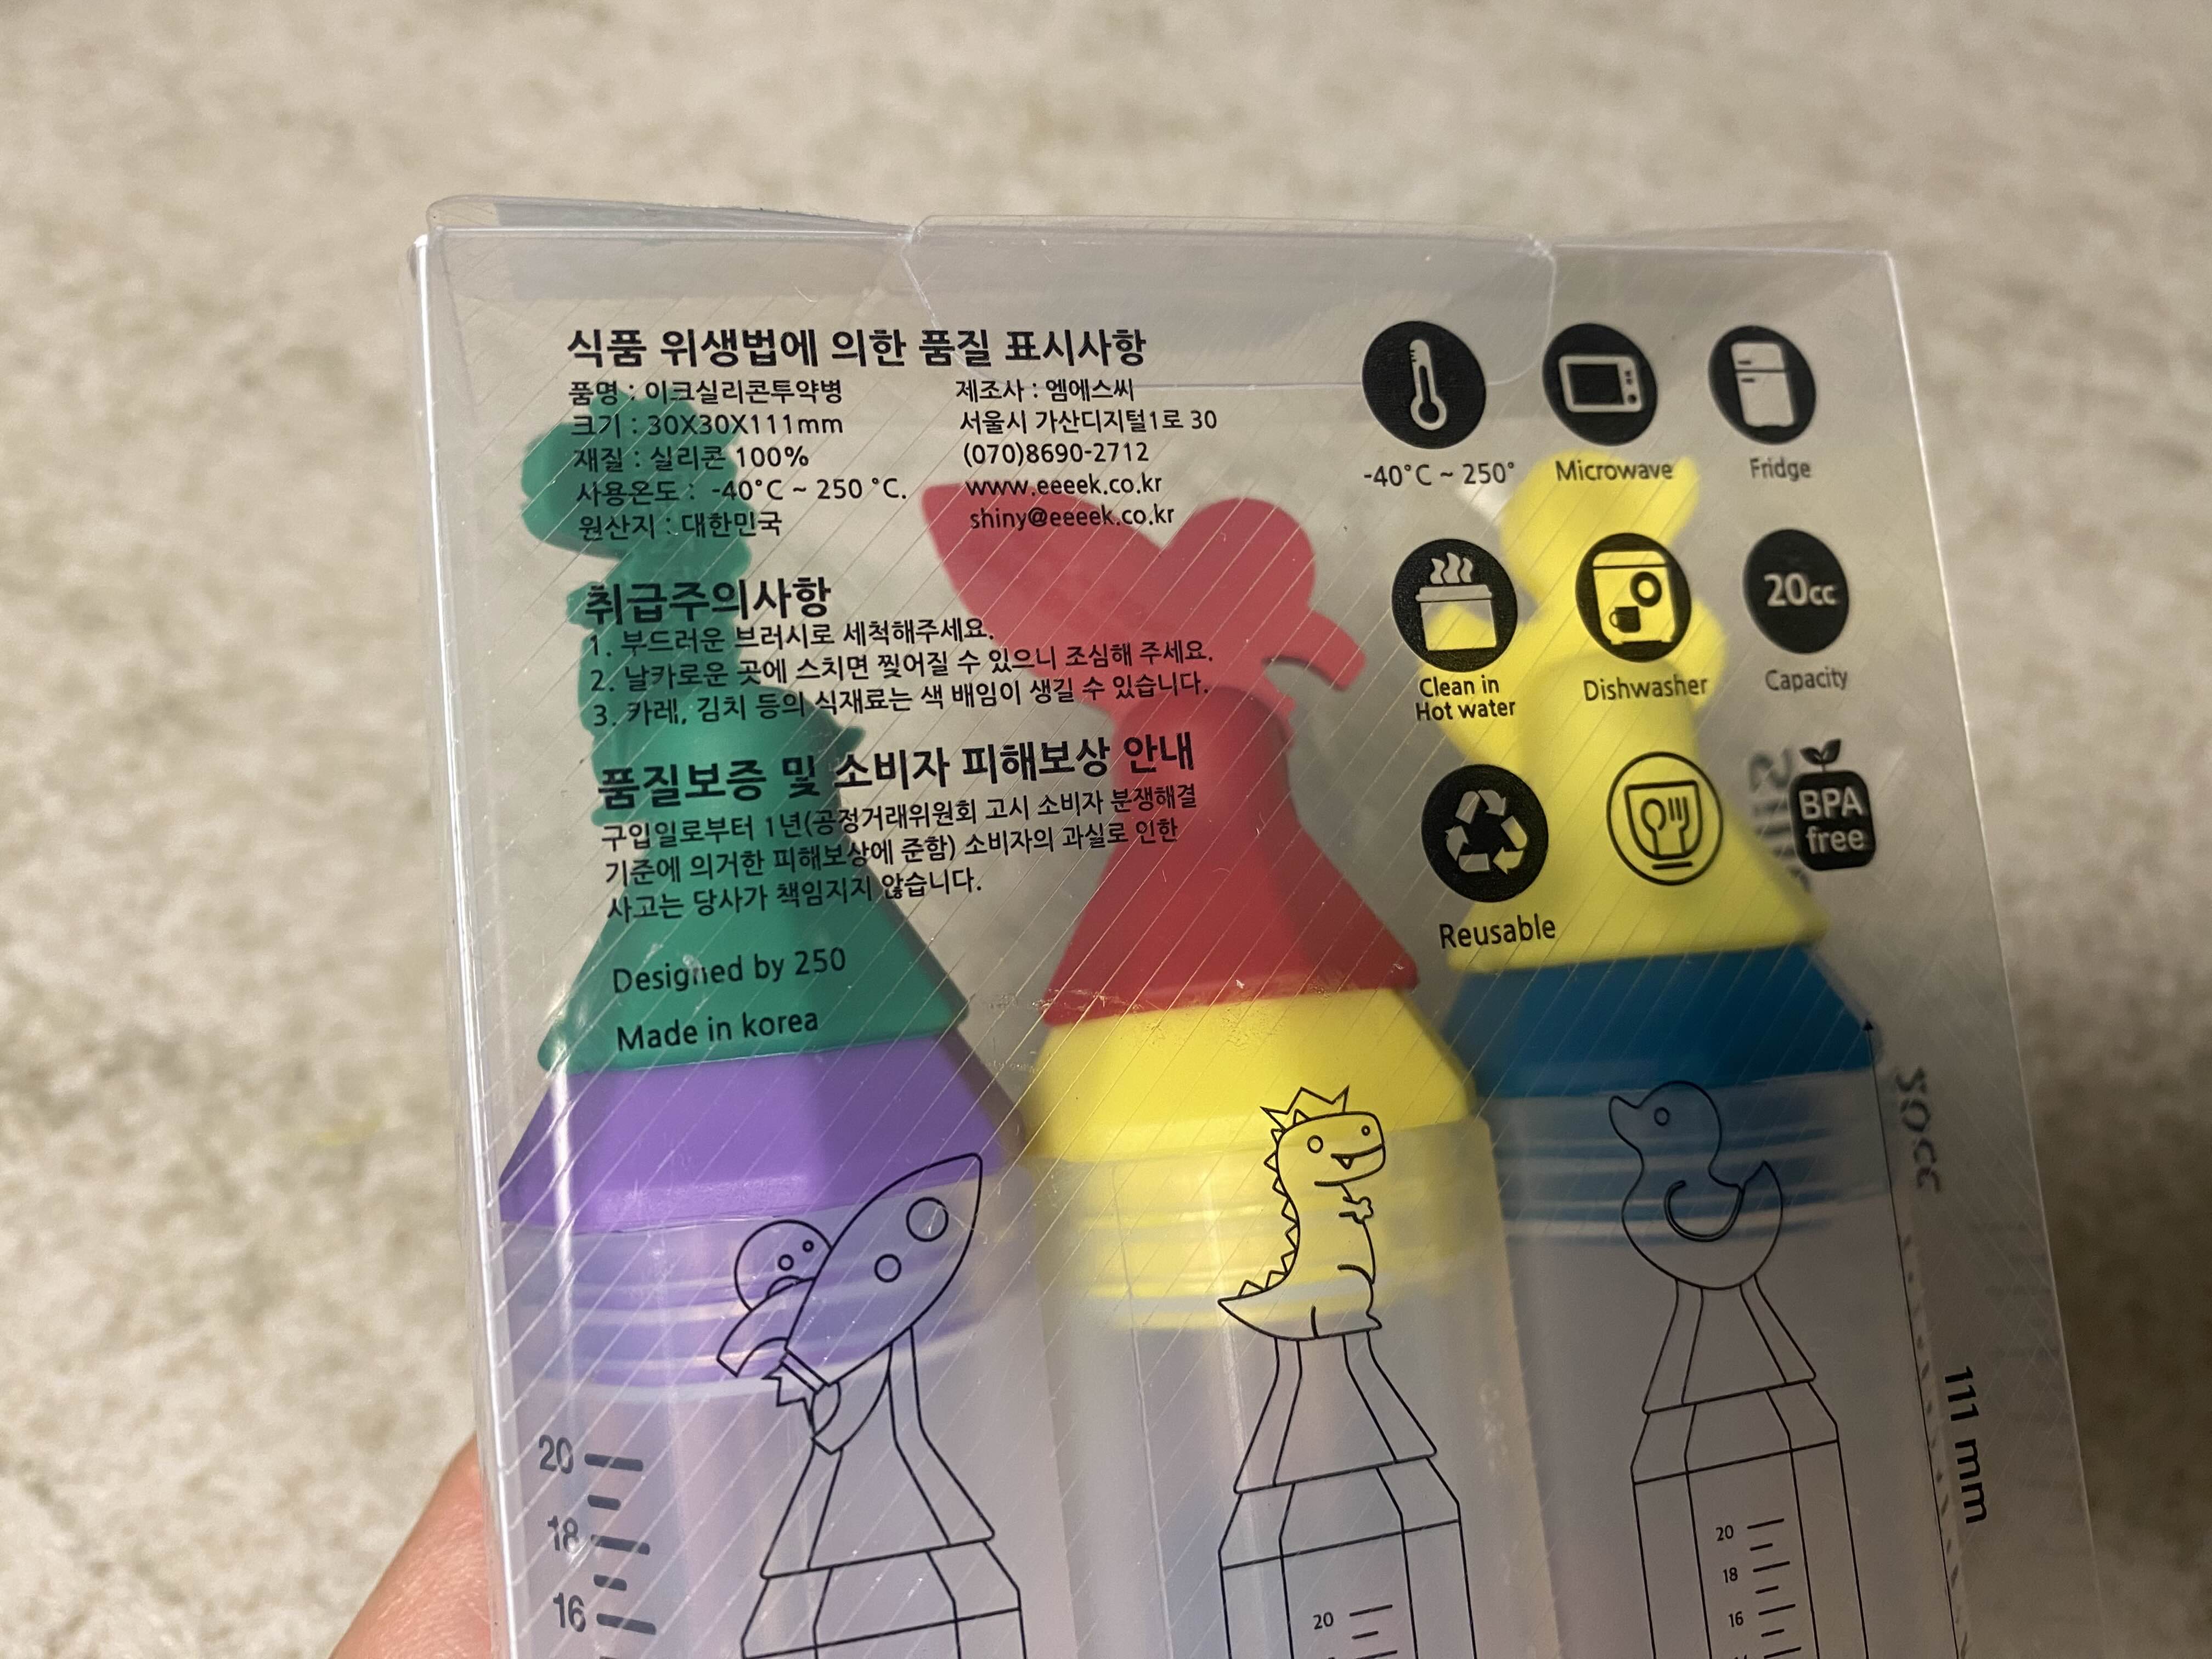 식품 위생법에 의한 품질 표시사항
품명 : 이크실리콘투약병
크기 : 30X30X111mm
재질 : 실리콘 100%
사용온도 : -40°C ~ 250 °C.
원산지 : 대한민국
제조사 : 엠에스씨
서울시 가산디지털1로 30
(070)8690-2712
www.eeeek.co.kr
shiny@eeeek.co.kr
취급주의사항
1. 부드러운 브러시로 세척해주세요.
2. 날카로운 곳에 스치면 찢어질 수 있으니 조심해 주세요.
3. 카레, 김치 등의 식재료는 색 배임이 생길 수 있습니다.
품질보증 및 소비자 피해보상 안내
구입일로부터 1년(공정거래위원회 고시 소비자 분쟁해결
기준에 의거한 피해보상에 준함) 소비자의 과실로 인한
사고는 당사가 책임지지 않습니다.
Designed by 250
Made in korea
-40°C ~ 250°
Microwave
Fridge
Clean in
Hot water
Dishwasher
20cc
Capacity
Reusable
BPA
free
111 mm
20
18
16
20
20
18
16